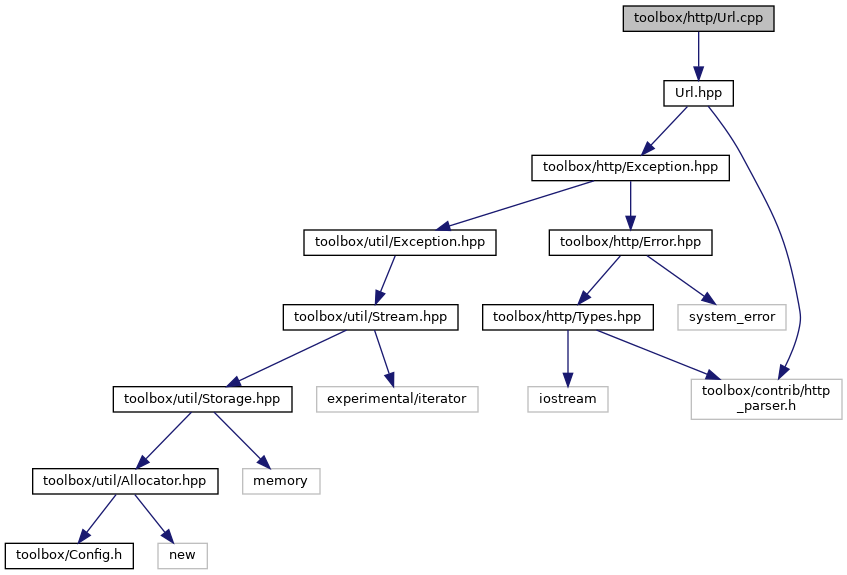 toolbox/http/Url.cpp
Url.hpp
toolbox/http/Exception.hpp
toolbox/util/Exception.hpp
toolbox/http/Error.hpp
toolbox/util/Stream.hpp
toolbox/http/Types.hpp
system_error
toolbox/util/Storage.hpp
experimental/iterator
iostream
toolbox/contrib/http
_parser.h
toolbox/util/Allocator.hpp
memory
toolbox/Config.h
new